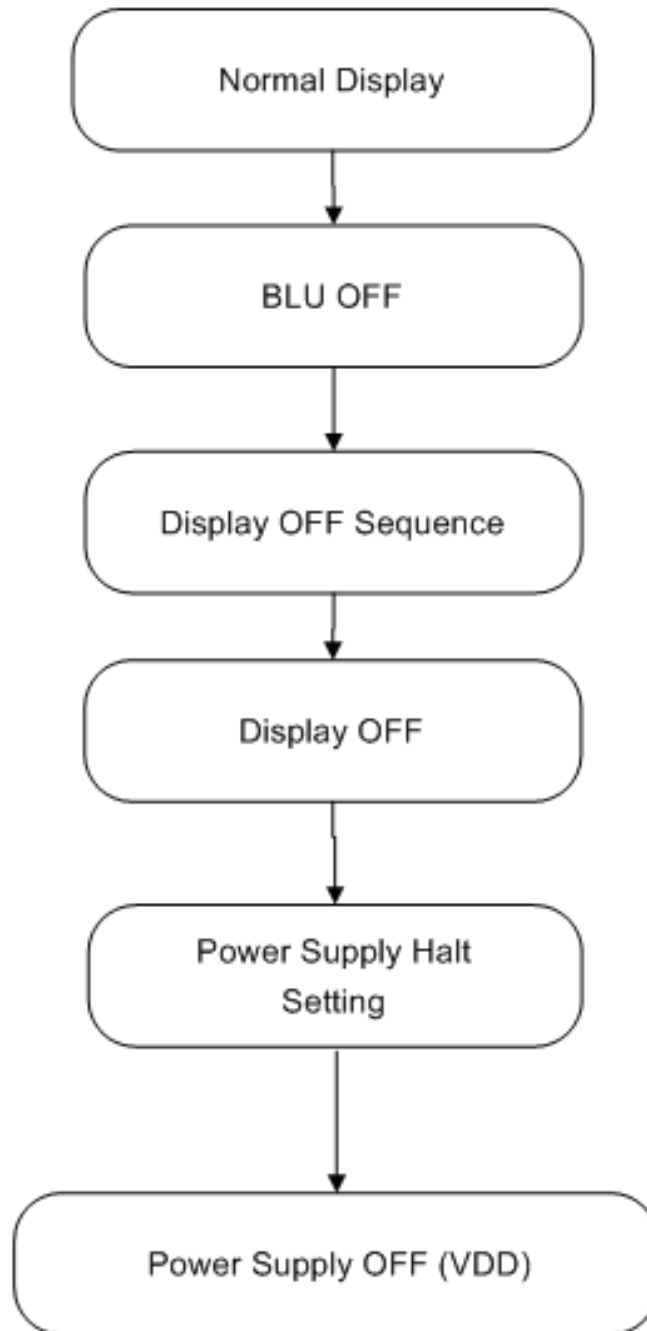 Normal Display
BLU OFF
Display OFF Sequence
Display OFF
Power Supply Halt
Setting
Power Supply OFF (VDD)